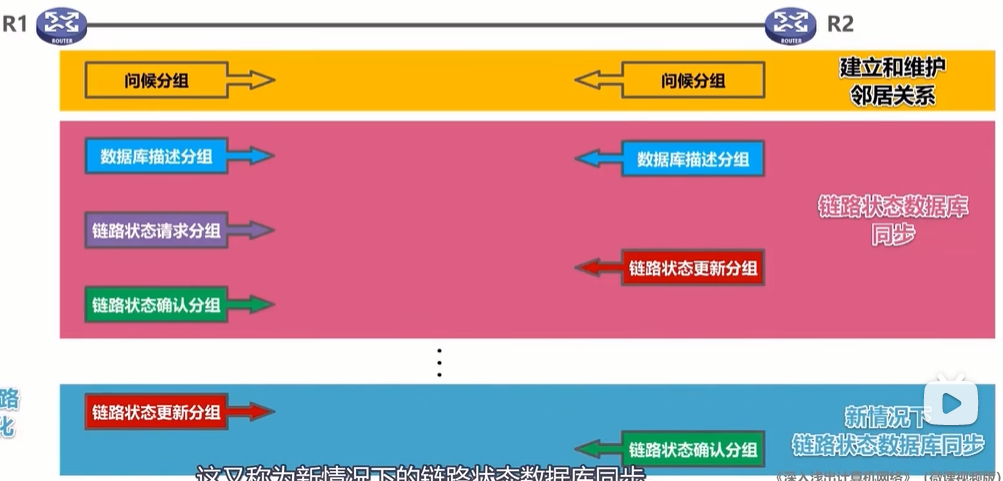 R1
ROUTER
ROUTER
R2
问候分组
问候分组
建立和维护
邻居关系
数据库描述分组
数据库描述分组
链路状态请求分组
链路状态数据库
同步
链路状态更新分组
链路状态确认分组
路
化
链路状态更新分组
新情况下
链路状态数据库同步
链路状态确认分组
这又称为新情况下的链路状态数据库同步
《深入浅出计算机网络》（微课视频版）